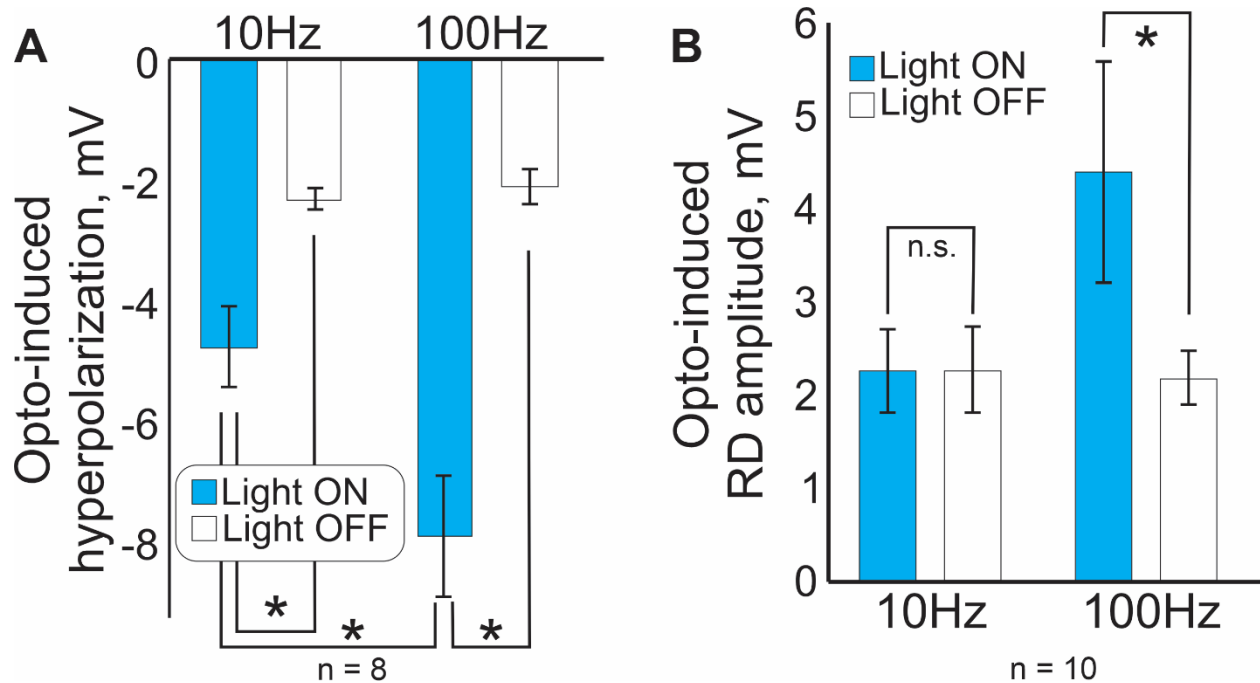 A
10Hz 100Hz
0
-2
-4
-6
-8
Opto-induced
hyperpolarization, mV
Light ON
Light OFF
*
*
*
n = 8
B
6
5
4
3
2
1
0
Opto-induced
RD amplitude, mV
Light ON
Light OFF
*
n.s.
10Hz 100Hz
n = 10